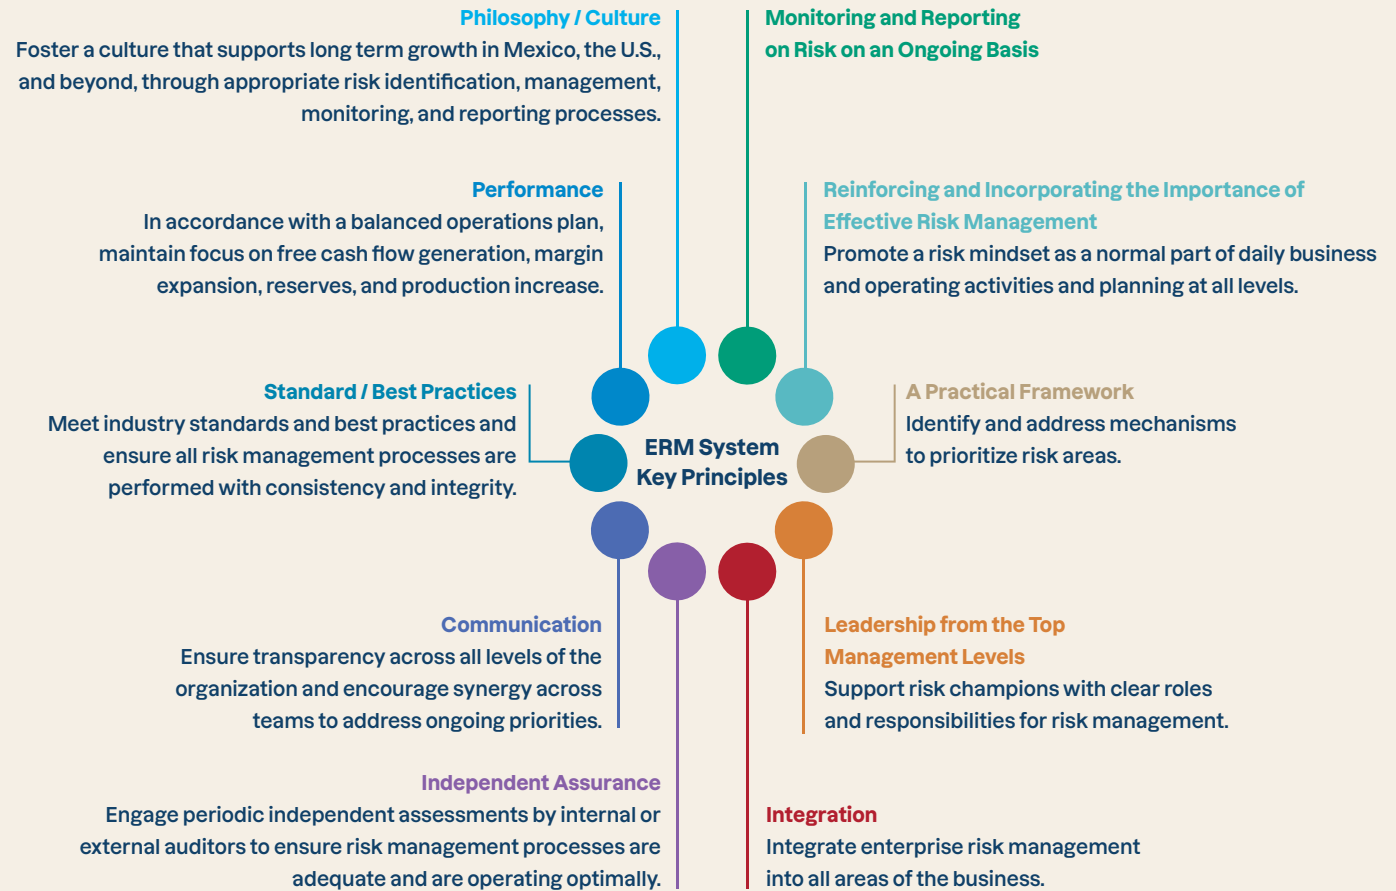 Philosophy / Culture
Foster a culture that supports long term growth in Mexico, the U.S.,
and beyond, through appropriate risk identification, management,
monitoring, and reporting processes.
Monitoring and Reporting
on Risk on an Ongoing Basis
Performance
In accordance with a balanced operations plan,
maintain focus on free cash flow generation, margin
expansion, reserves, and production increase.
Reinforcing and Incorporating the Importance of
Effective Risk Management
Promote a risk mindset as a normal part of daily business
and operating activities and planning at all levels.
Standard / Best Practices
Meet industry standards and best practices and
ensure all risk management processes are
performed with consistency and integrity.
ERM System
Key Principles
A Practical Framework
Identify and address mechanisms
to prioritize risk areas.
Communication
Ensure transparency across all levels of the
organization and encourage synergy across
teams to address ongoing priorities.
Leadership from the Top
Management Levels
Support risk champions with clear roles
and responsibilities for risk management.
Independent Assurance
Engage periodic independent assessments by internal or
external auditors to ensure risk management processes are
adequate and are operating optimally.
Integration
Integrate enterprise risk management
into all areas of the business.